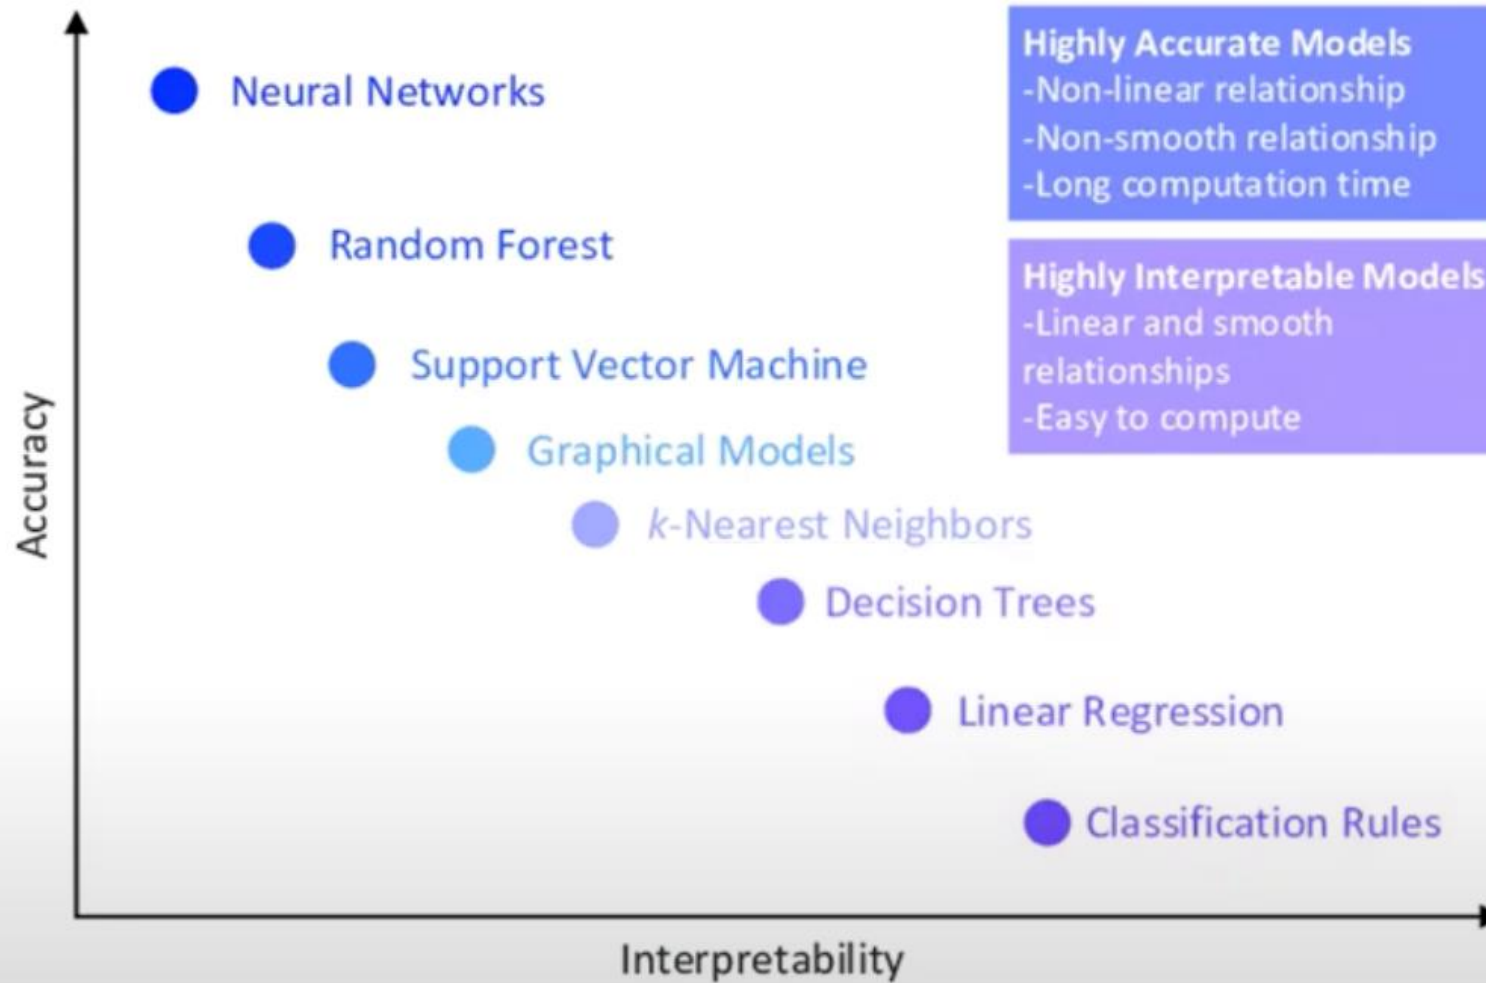 Neural Networks
Random Forest
Support Vector Machine
Graphical Models
k-Nearest Neighbors
Decision Trees
Linear Regression
Classification Rules
Highly Accurate Models
-Non-linear relationship
-Non-smooth relationship
-Long computation time
Highly Interpretable Models
-Linear and smooth
relationships
-Easy to compute
Accuracy
Interpretability